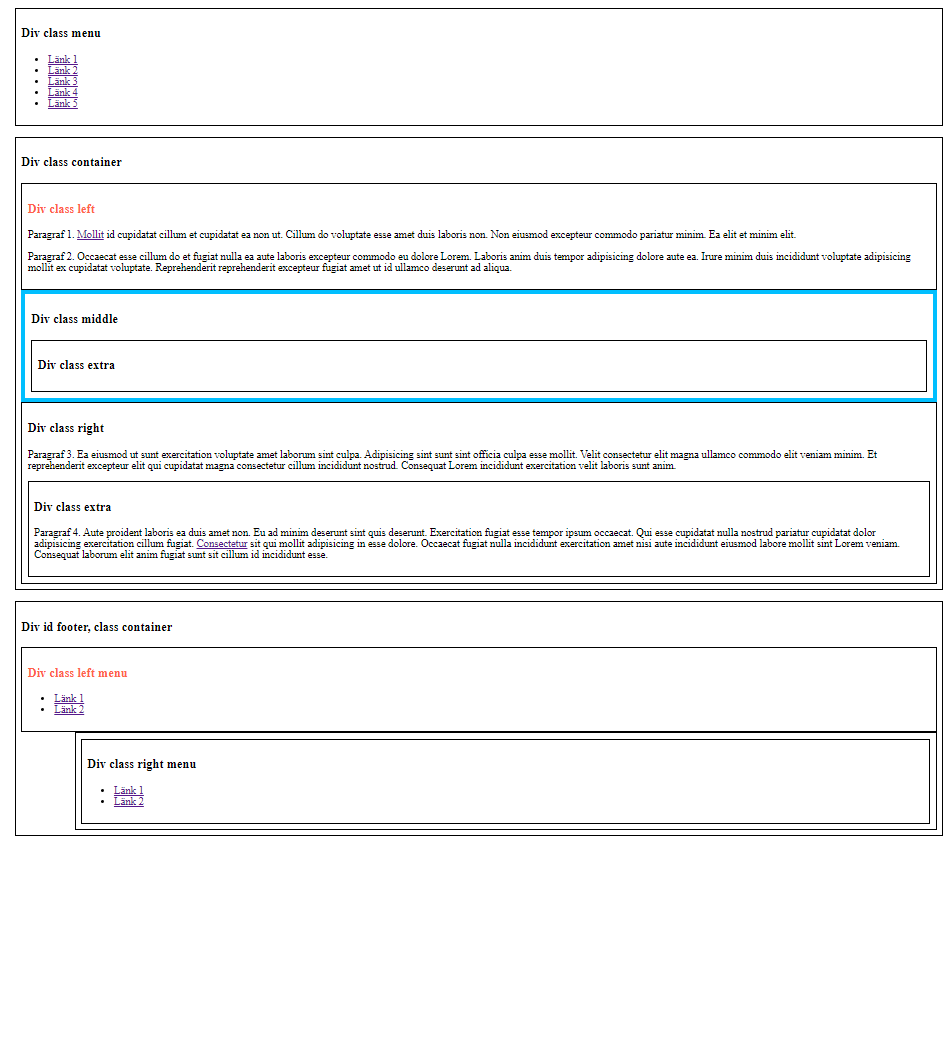 Div class menu
Länk 1
Länk 2
Länk 3
Länk 4
Länk 5
Div class container
Div class left
Paragraf 1. Mollit id cupidatat cillum et cupidatat ea non ut. Cillum do voluptate esse amet duis laboris non. Non eiusmod excepteur commodo pariatur minim. Ea elit et minim elit.
Paragraf 2. Occaecat esse cillum do et fugiat nulla ea aute laboris excepteur commodo eu dolore Lorem. Laboris anim duis tempor adipisicing dolore aute ea. Irure minim duis incididunt voluptate adipisicing
mollit ex cupidatat voluptate. Reprehenderit reprehenderit excepteur fugiat amet ut id ullamco deserunt ad aliqua.
Div class middle
Div class extra
Div class right
Paragraf 3. Ea eiusmod ut sunt exercitation voluptate amet laborum sint culpa. Adipisicing sint sunt sint officia culpa esse mollit. Velit consectetur elit magna ullamco commodo elit veniam minim. Et
reprehenderit excepteur elit qui cupidatat magna consectetur cillum incididunt nostrud. Consequat Lorem incididunt exercitation velit laboris sunt anim.
Div class extra
Paragraf 4. Aute proident laboris ea duis amet non. Eu ad minim deserunt sint quis deserunt. Exercitation fugiat esse tempor ipsum occaecat. Qui esse cupidatat nulla nostrud pariatur cupidatat dolor
adipisicing exercitation cillum fugiat. Consectetur sit qui mollit adipisicing in esse dolore. Occaecat fugiat nulla incididunt exercitation amet nisi aute incididunt eiusmod labore mollit sint Lorem veniam.
Consequat laborum elit anim fugiat sunt sit cillum id incididunt esse.
Div id footer, class container
Div class left menu
Länk 1
Länk 2
Div class right menu
Länk 1
Länk 2